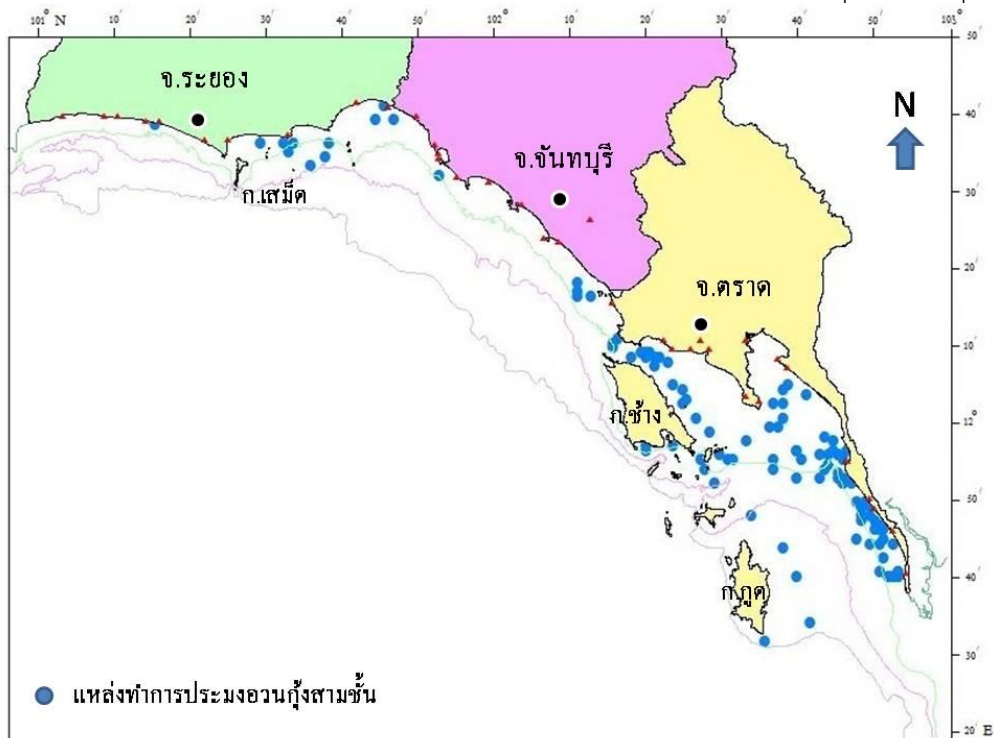 101° N 10′ 20′ 30′ 40′ 50′ 102° 10′ 20′ 30′ 40′ 50′ 103°
50′
จ.ระยอง
40′
N
จ.จันทบุรี
30′
ก.เสม็ด
20′
จ.ตราด
10′
ก.ช้าง
12°
50′
40′
ก.กูด
30′
แหล่งทำการประมงอวนกุ้งสามชั้น
20′ E